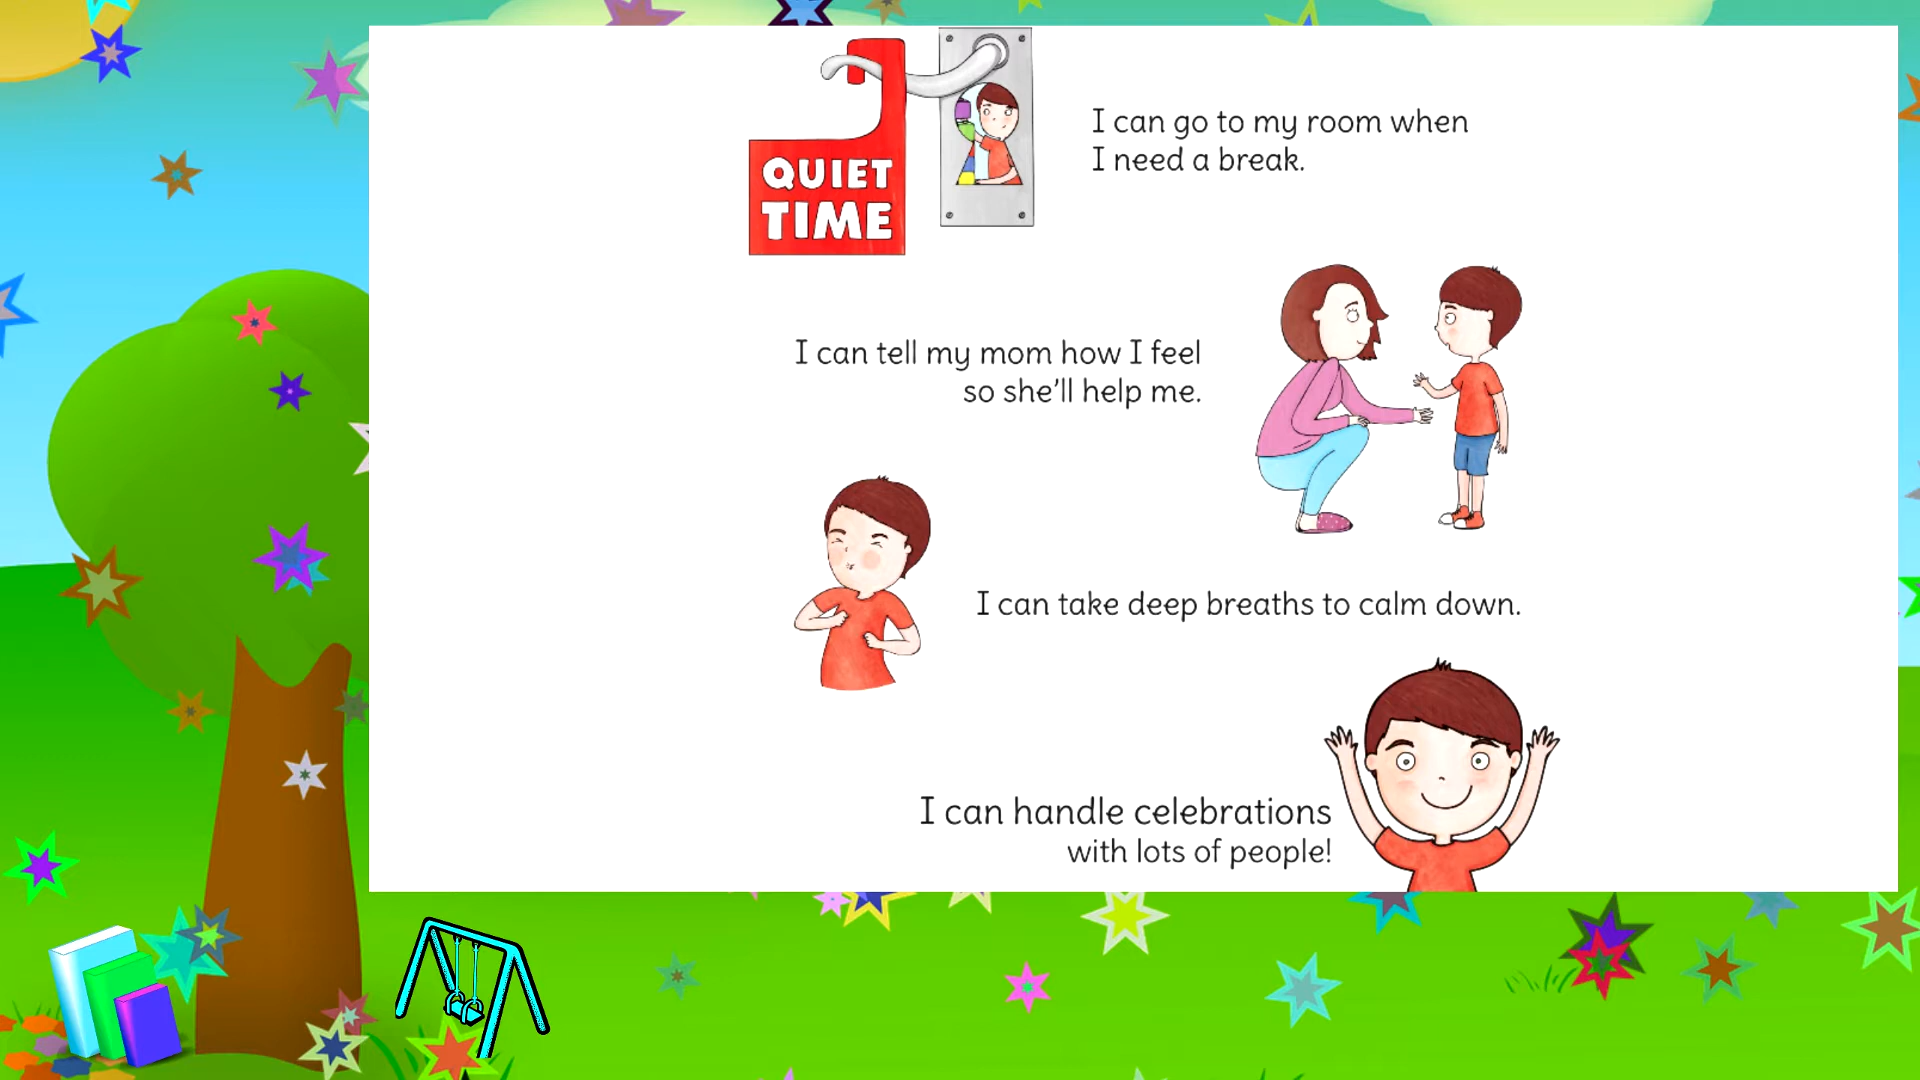 QUIET
TIME
I can go to my room when
I need a break.
I can tell my mom how I feel
so she’ll help me.
I can take deep breaths to calm down.
I can handle celebrations
with lots of people!